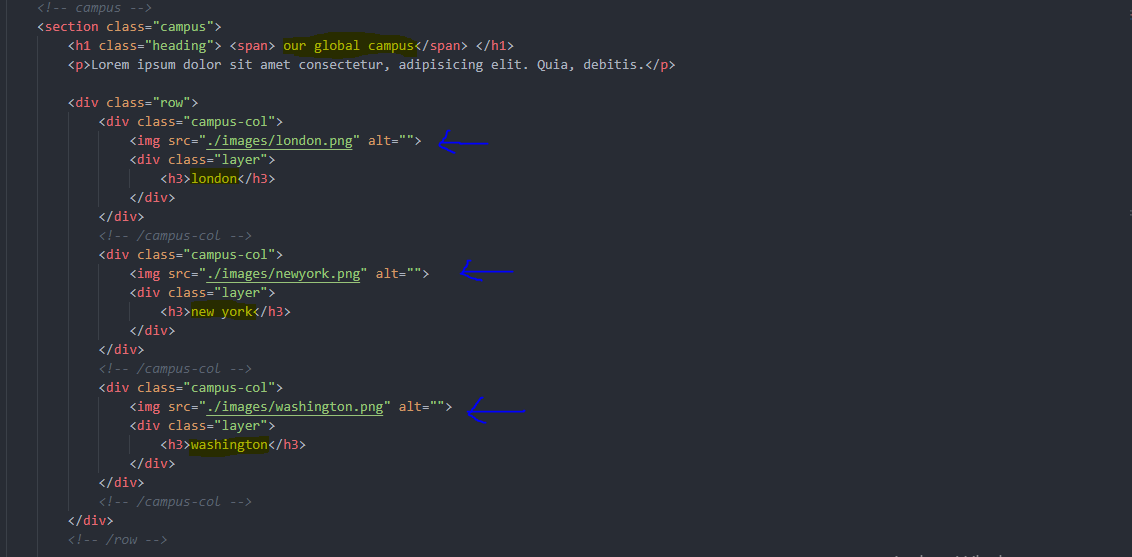 <!-- campus -->
<section class="campus">
<h1 class="heading"> <span> our global campus</span> </h1>
<p>Lorem ipsum dolor sit amet consectetur, adipisicing elit. Quia, debitis.</p>
<div class="row">
<div class="campus-col">
<img src="./images/london.png" alt="">
<div class="layer">
<h3>london</h3>
</div>
</div>
<!-- /campus-col -->
<div class="campus-col">
<img src="./images/newyork.png" alt="">
<div class="layer">
<h3>new york</h3>
</div>
</div>
<!-- /campus-col -->
<div class="campus-col">
<img src="./images/washington.png" alt="">
<div class="layer">
<h3>washington</h3>
</div>
</div>
<!-- /campus-col -->
</div>
<!-- /row -->